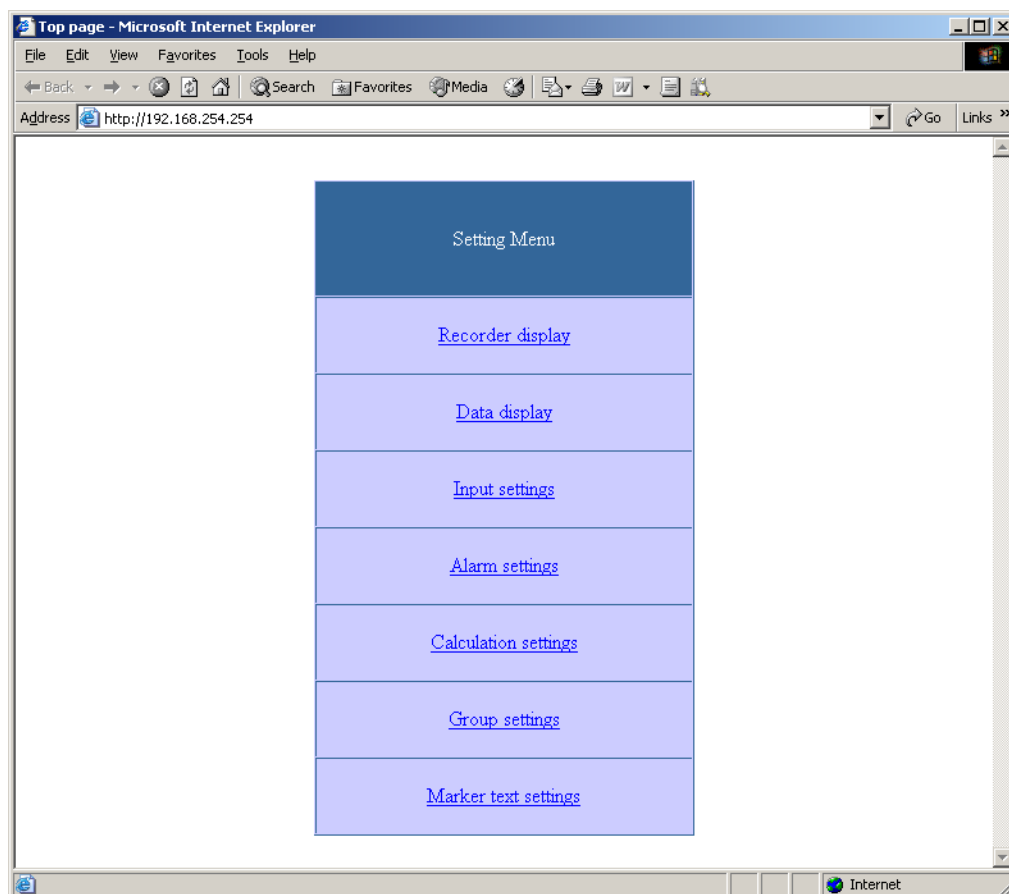 Top page - Microsoft Internet Explorer
File Edit View Favorites Tools Help
Back Search Favorites Media
Address http://192.168.254.254 Go Links »
Setting Menu
Recorder display
Data display
Input settings
Alarm settings
Calculation settings
Group settings
Marker text settings
Internet